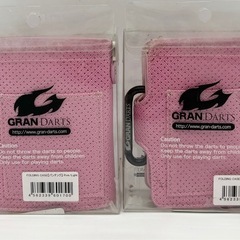 GRAN DARTS
http://www.gran-darts.com
Caution
Do not throw the darts to people.
Keep the darts away from children.
Only use for playing darts.
GRAN DARTS
http://www.gran-darts.com
Caution
Do not throw the darts to people.
Keep the darts away from children.
Only use for playing darts.